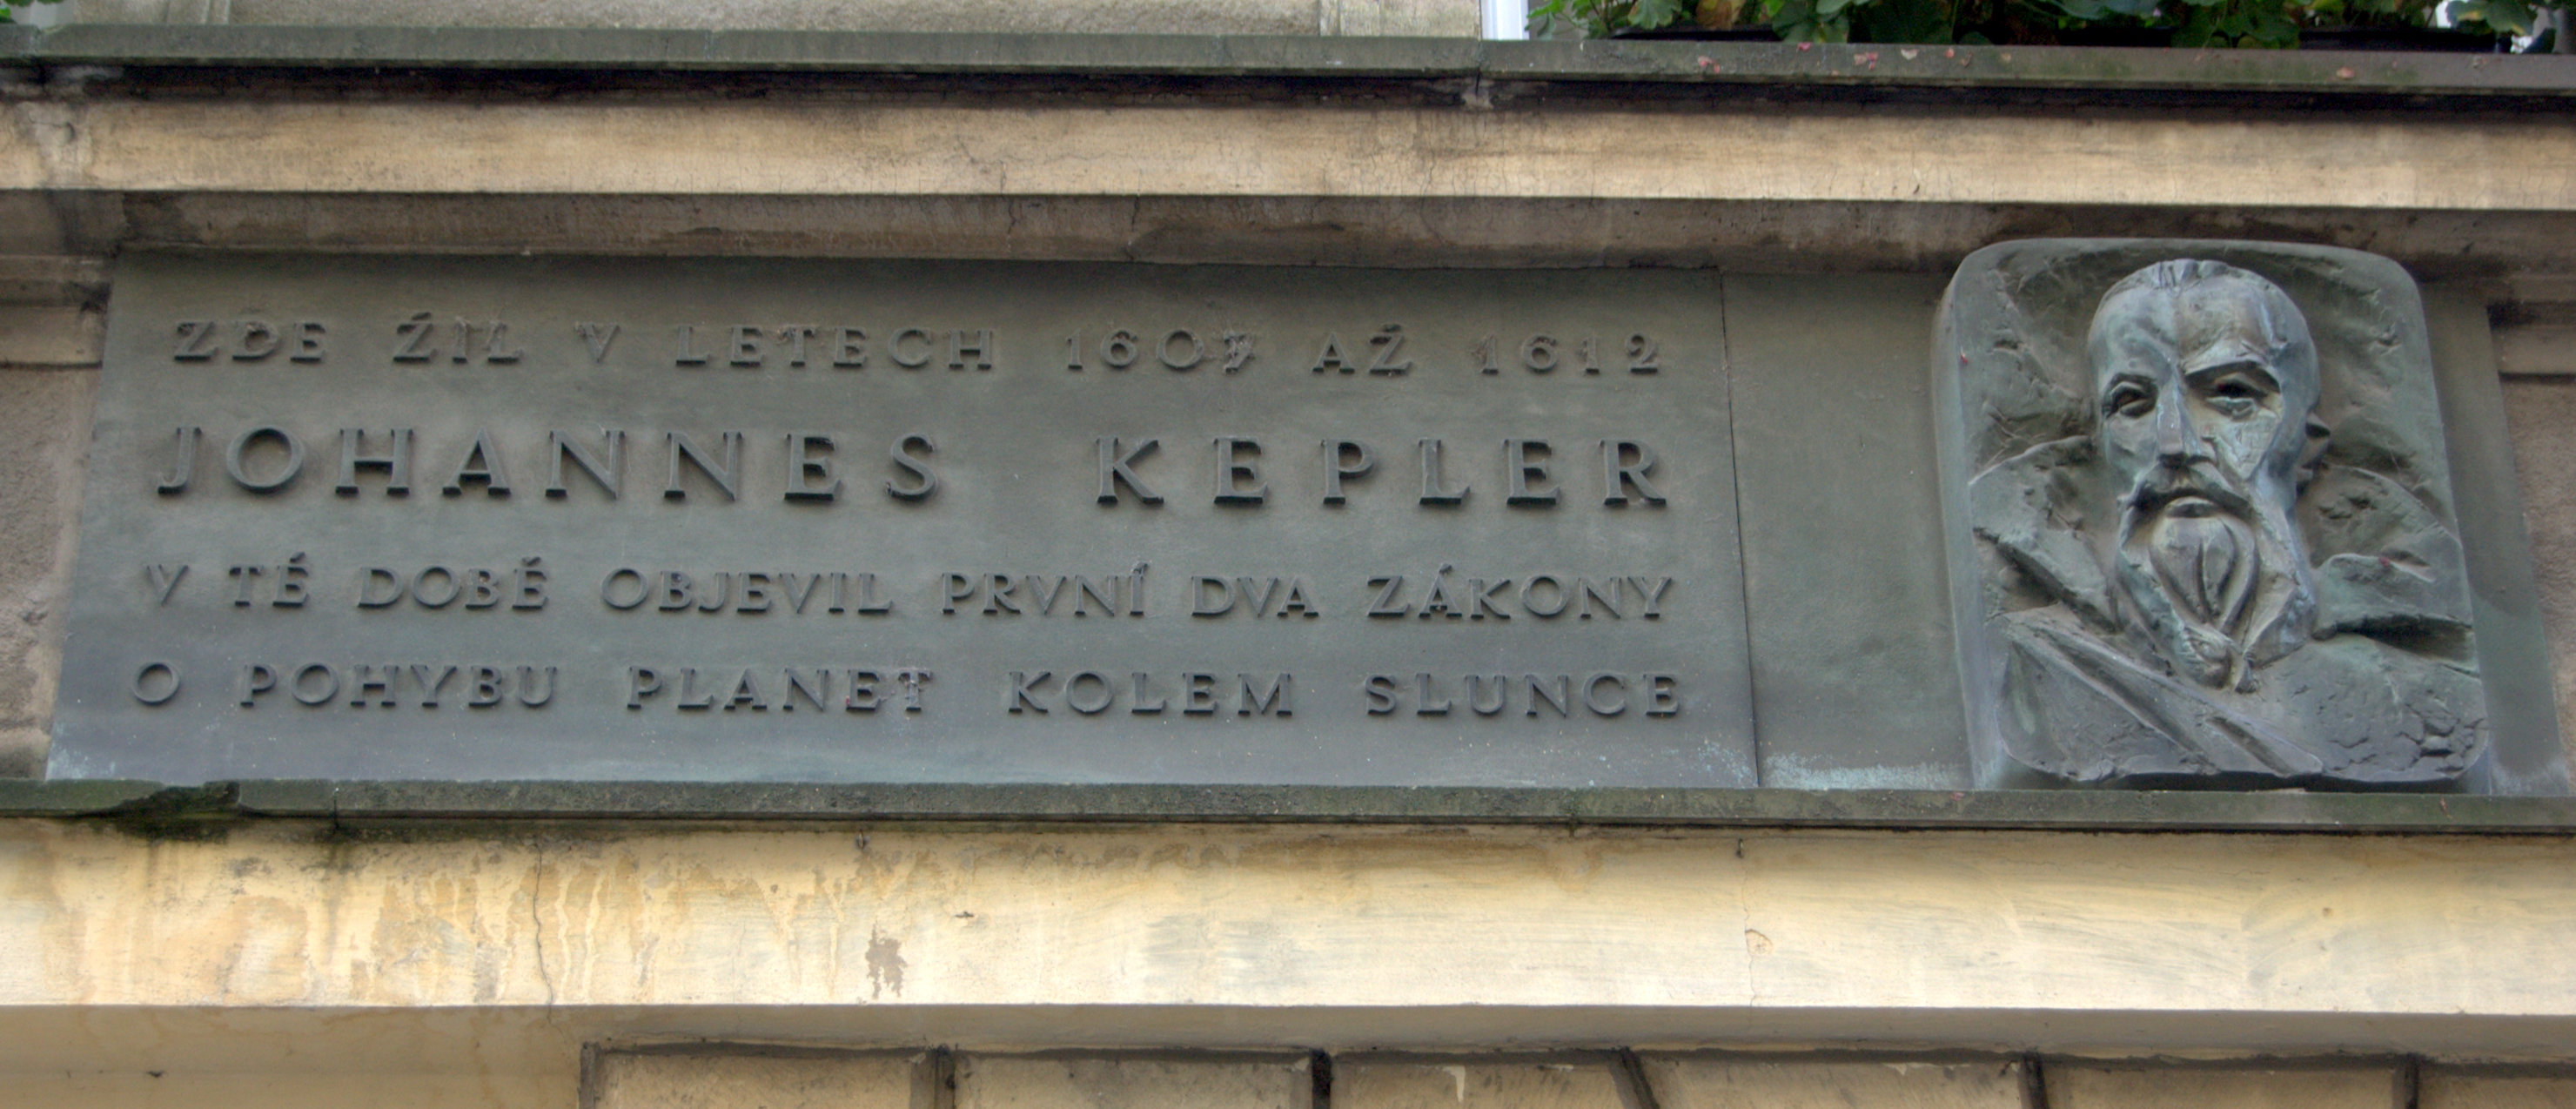 ZDE ŽIL V LETECH 1607 AŽ 1612
JOHANNES KEPLER
V TÉ DOBĚ OBJEVIL PRVNÍ DVA ZÁKONY
O POHYBU PLANET KOLEM SLUNCE